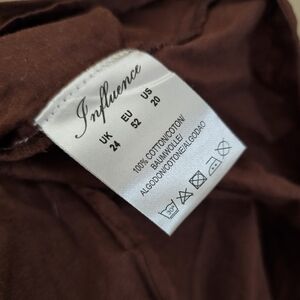 Influence
UK EU US
24 52 20
100% COTTON/COTON/
BAUMWOLLE/
ALGODON/COTONE/ALGODAO